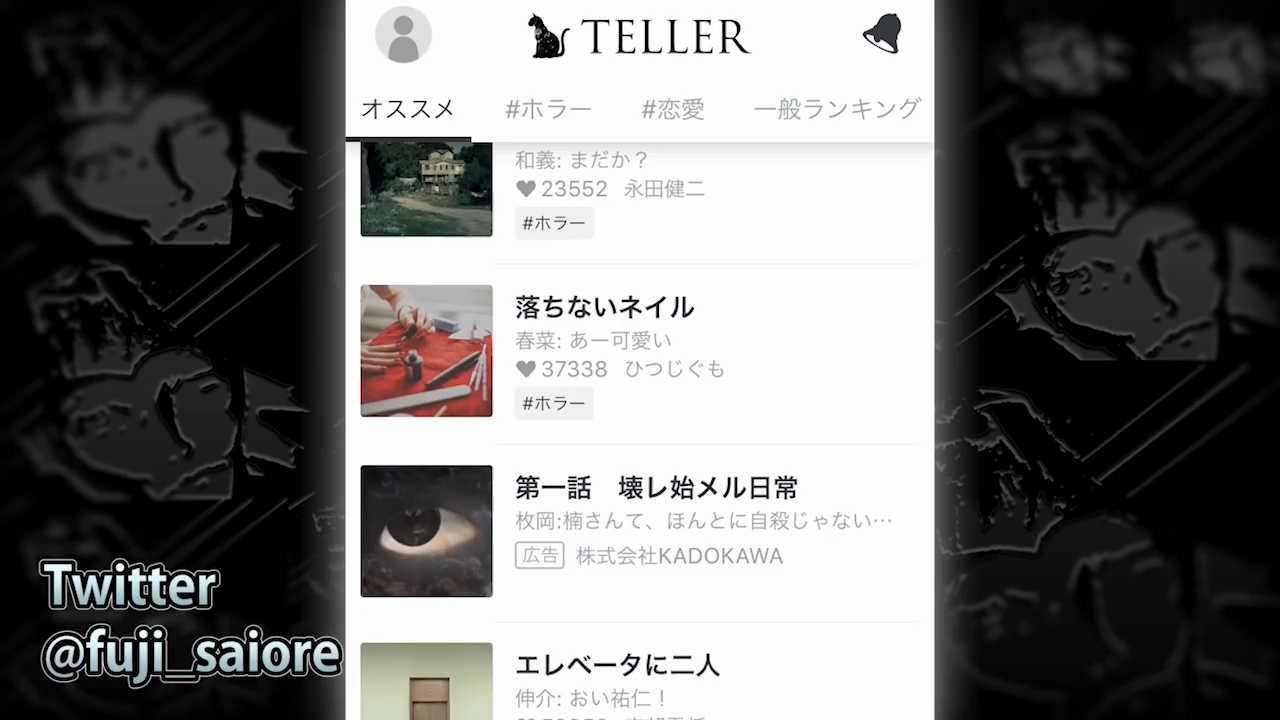 TELLER
オススメ #ホラー #恋愛 一般ランキング
和義: まだか？
23552 永田健二
#ホラー
落ちないネイル
春菜: あー可愛い
37338 ひつじぐも
#ホラー
第一話　壊レ始メル日常
枚岡:楠さんて、ほんとに自殺じゃない…
広告 株式会社KADOKAWA
エレベータに二人
伸介: おい祐仁！
Twitter
@fuji_saiore